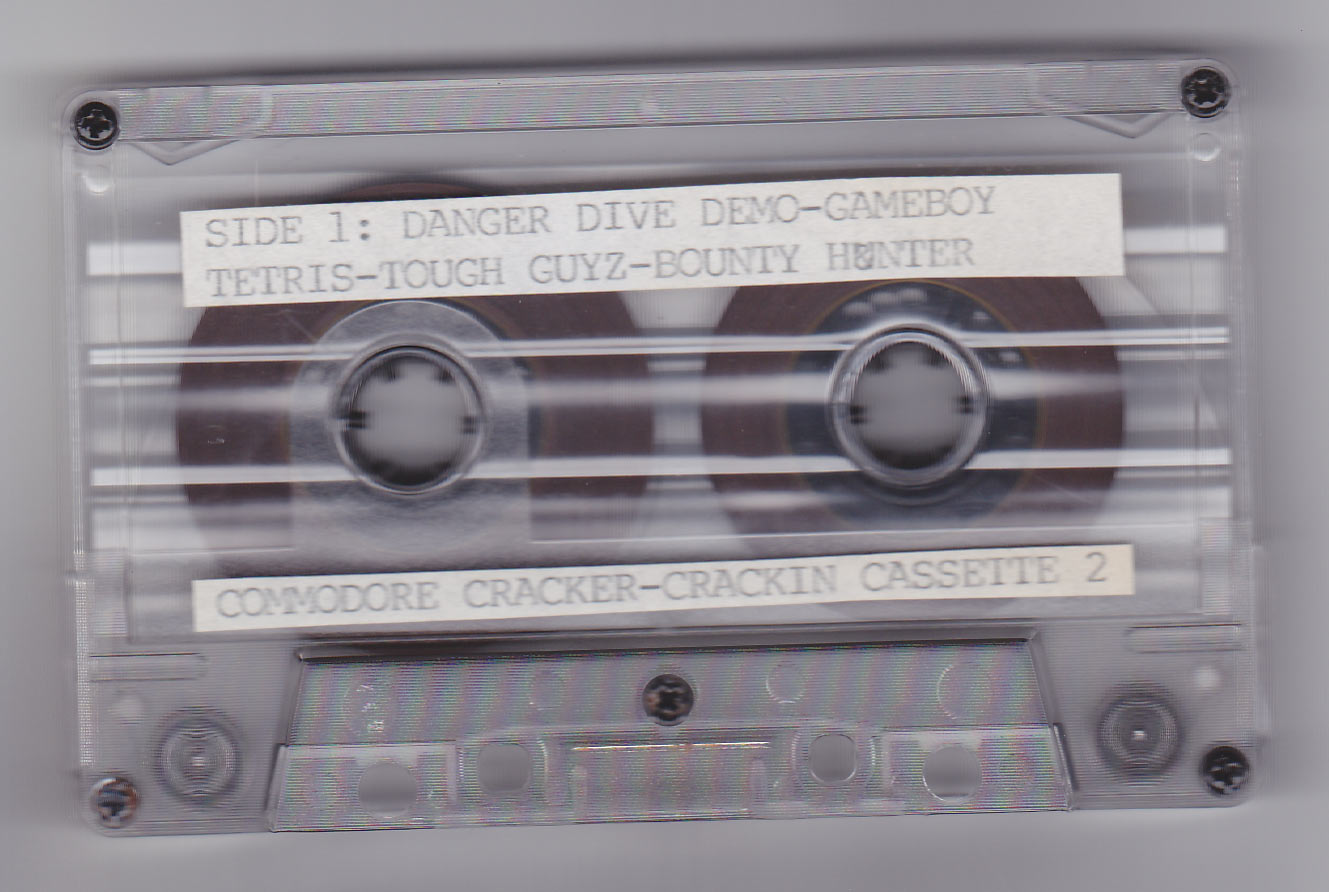 SIDE 1: DANGER DIVE DEMO-GAMEBOY
TETRIS-TOUGH GUYZ-BOUNTY HUNTER
COMMODORE CRACKER-CRACKIN CASSETTE 2